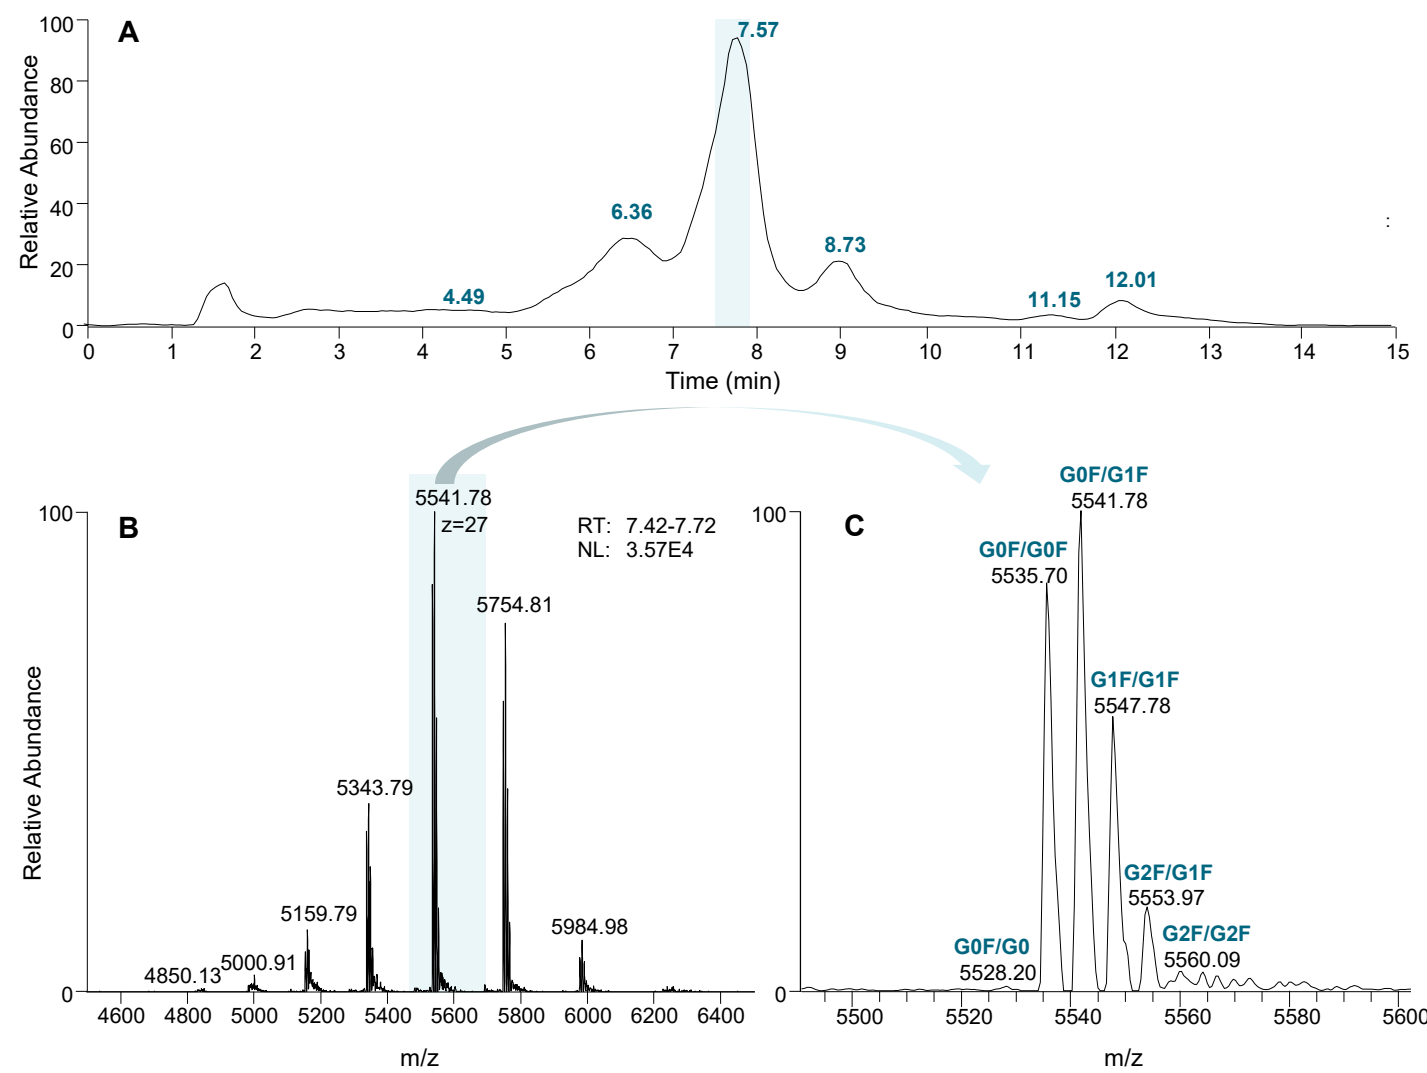 A
100
80
60
40
20
0
Relative Abundance
7.57
6.36
8.73
4.49
11.15
12.01
:
0 1 2 3 4 5 6 7 8 9 10 11 12 13 14 15
Time (min)
B
100
0
Relative Abundance
5541.78
z=27
RT: 7.42-7.72
NL: 3.57E4
5754.81
5343.79
5159.79
5984.98
5000.91
4850.13
4600 4800 5000 5200 5400 5600 5800 6000 6200 6400
m/z
C
100
0
G0F/G1F
5541.78
G0F/G0F
5535.70
G1F/G1F
5547.78
G2F/G1F
5553.97
G2F/G2F
5560.09
G0F/G0
5528.20
5500 5520 5540 5560 5580 5600
m/z